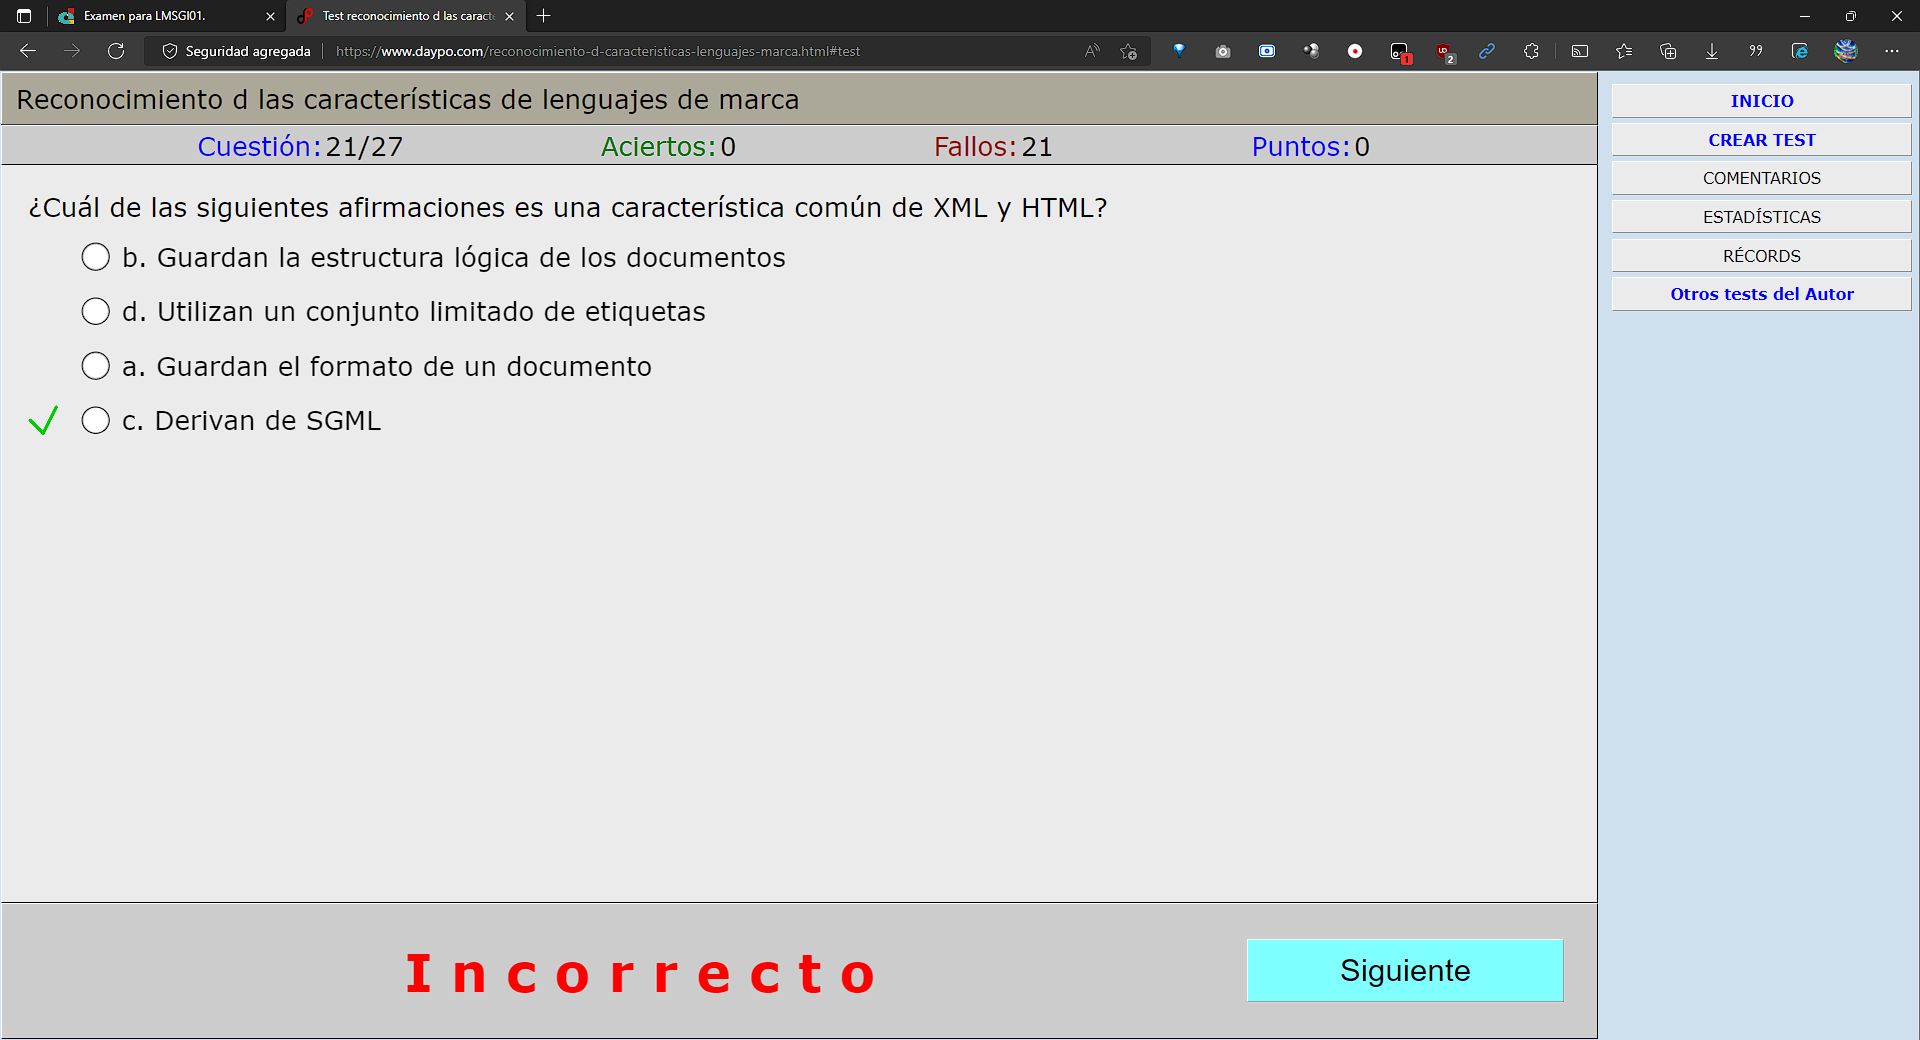 Examen para LMSGI01.
Test reconocimiento d las caracte
Seguridad agregada
https://www.daypo.com/reconocimiento-d-caracteristicas-lenguajes-marca.html#test
1
2
Reconocimiento d las características de lenguajes de marca
Cuestión: 21/27 Aciertos: 0 Fallos: 21 Puntos: 0
¿Cuál de las siguientes afirmaciones es una característica común de XML y HTML?
b. Guardan la estructura lógica de los documentos
d. Utilizan un conjunto limitado de etiquetas
a. Guardan el formato de un documento
c. Derivan de SGML
Incorrecto
Siguiente
INICIO
CREAR TEST
COMENTARIOS
ESTADÍSTICAS
RÉCORDS
Otros tests del Autor